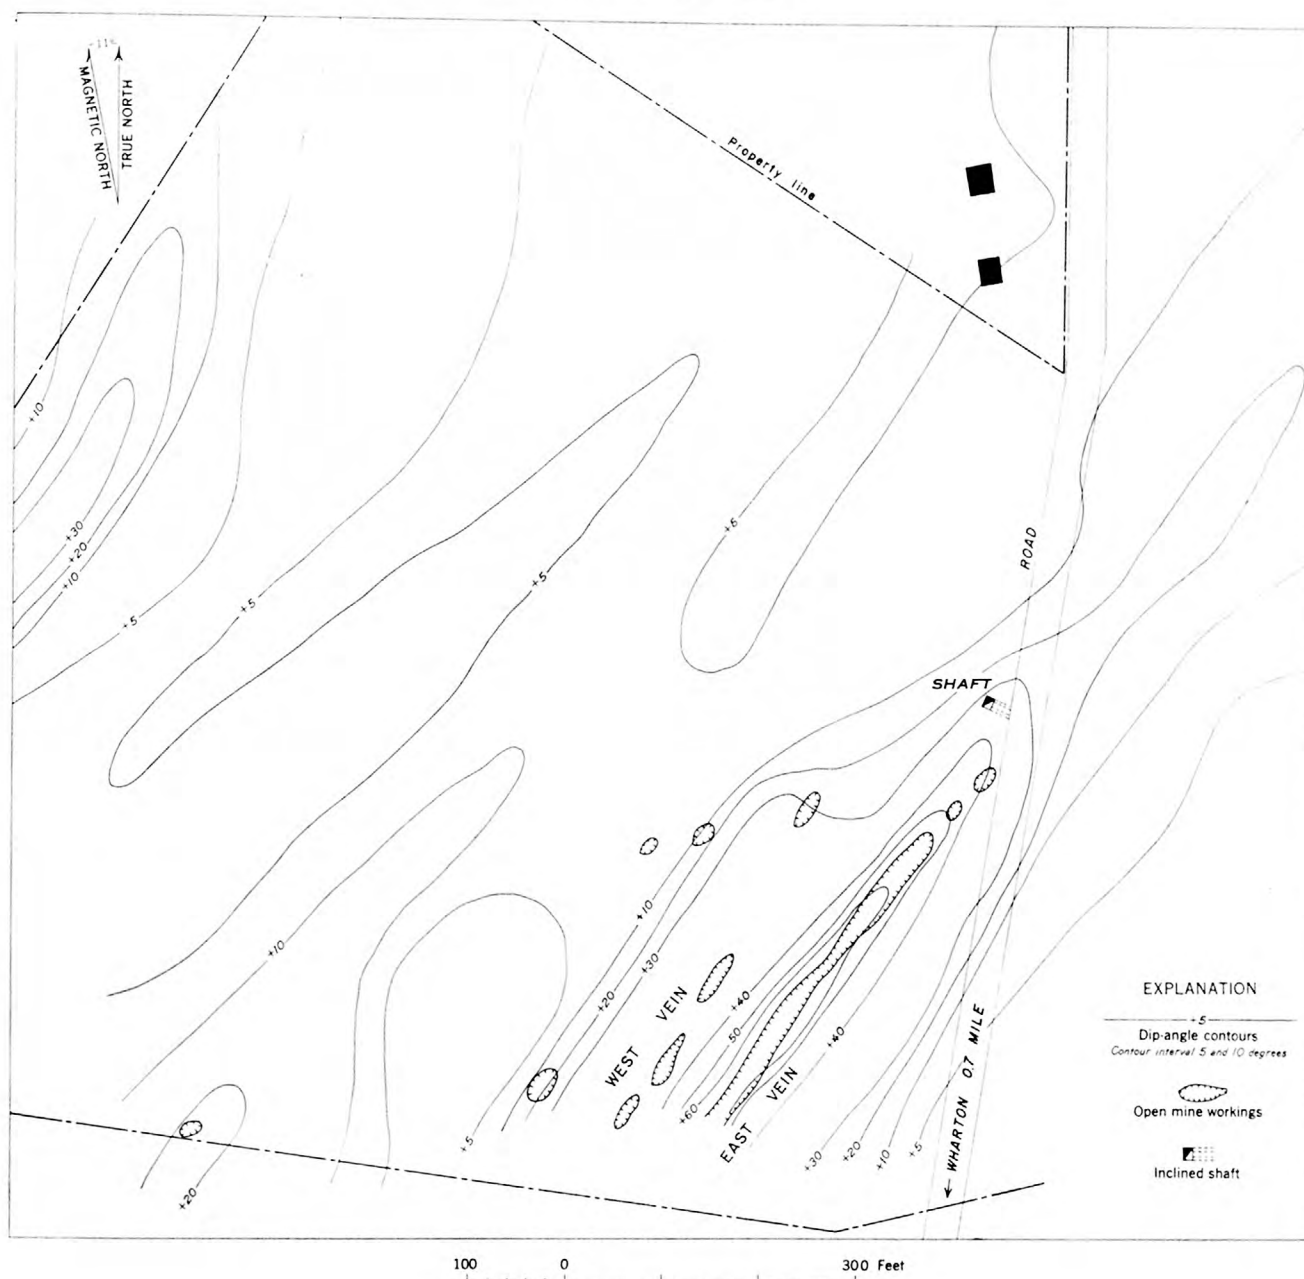 11½
MAGNETIC NORTH
TRUE NORTH
Property line
+10
+30
+20
+10
+5
+5
+5
+5
ROAD
SHAFT
+10
+10
+30
+20
+40
50
+40
WEST VEIN
EAST VEIN
+60
+5
+30
+20
+10
+5
+20
WHARTON 0.7 MILE
EXPLANATION
+5
Dip-angle contours
Contour interval 5 and 10 degrees
Open mine workings
Inclined shaft
100 0 300 Feet